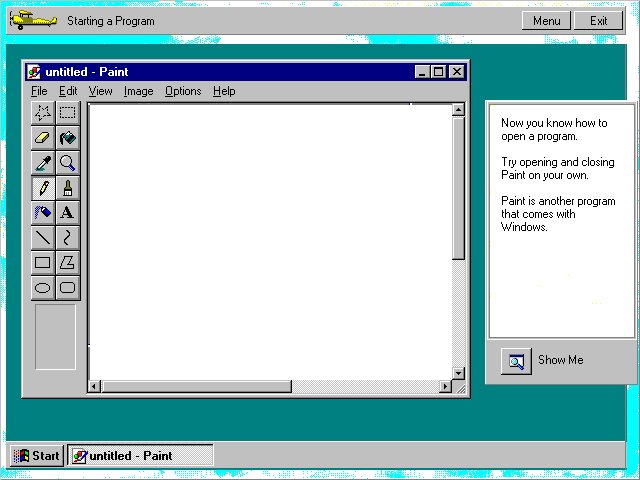 Starting a Program
Menu
Exit
untitled - Paint
File Edit View Image Options Help
A
Now you know how to
open a program.
Try opening and closing
Paint on your own.
Paint is another program
that comes with
Windows.
Show Me
Start
untitled - Paint